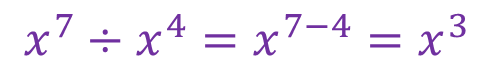 x⁷ ÷ x⁴ = x⁷⁻⁴ = x³